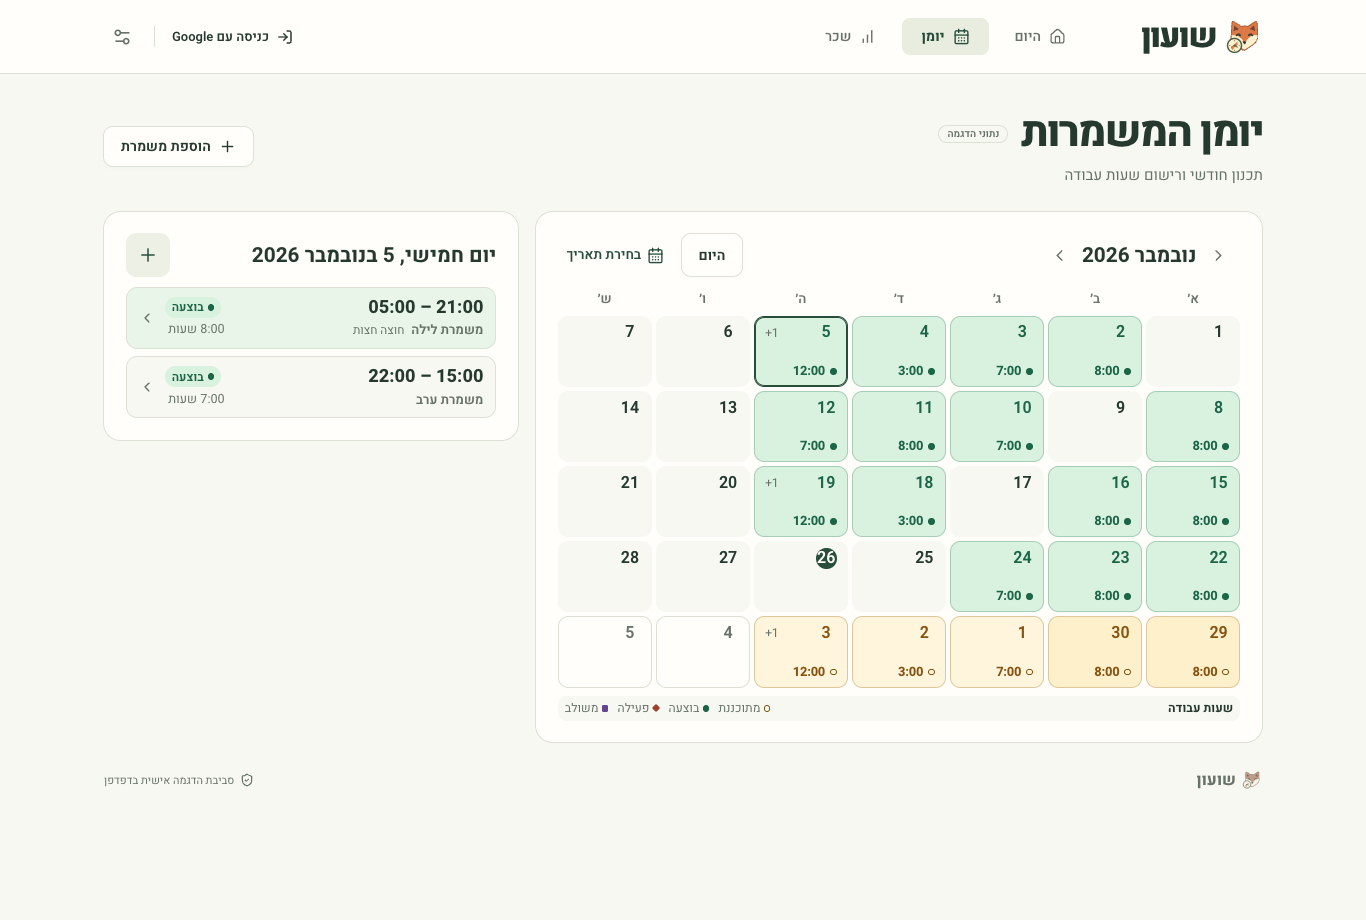 שועון
היום
יומן
שכר
כניסה עם Google
יומן המשמרות
נתוני הדגמה
תכנון חודשי ורישום שעות עבודה
הוספת משמרת
נובמבר 2026
היום
בחירת תאריך
א׳ ב׳ ג׳ ד׳ ה׳ ו׳ ש׳
1 2 3 4 5 +1 6 7
8:00 7:00 3:00 12:00
8 9 10 11 12 13 14
8:00 7:00 8:00 7:00
15 16 17 18 19 +1 20 21
8:00 8:00 3:00 12:00
22 23 24 25 26 27 28
8:00 8:00 7:00
29 30 1 2 3 +1 4 5
8:00 8:00 7:00 3:00 12:00
שעות עבודה
מתוכננת בוצעה פעילה משולב
יום חמישי, 5 בנובמבר 2026
21:00 – 05:00
בוצעה
משמרת לילה חוצה חצות
8:00 שעות
15:00 – 22:00
בוצעה
משמרת ערב
7:00 שעות
שועון
סביבת הדגמה אישית בדפדפן